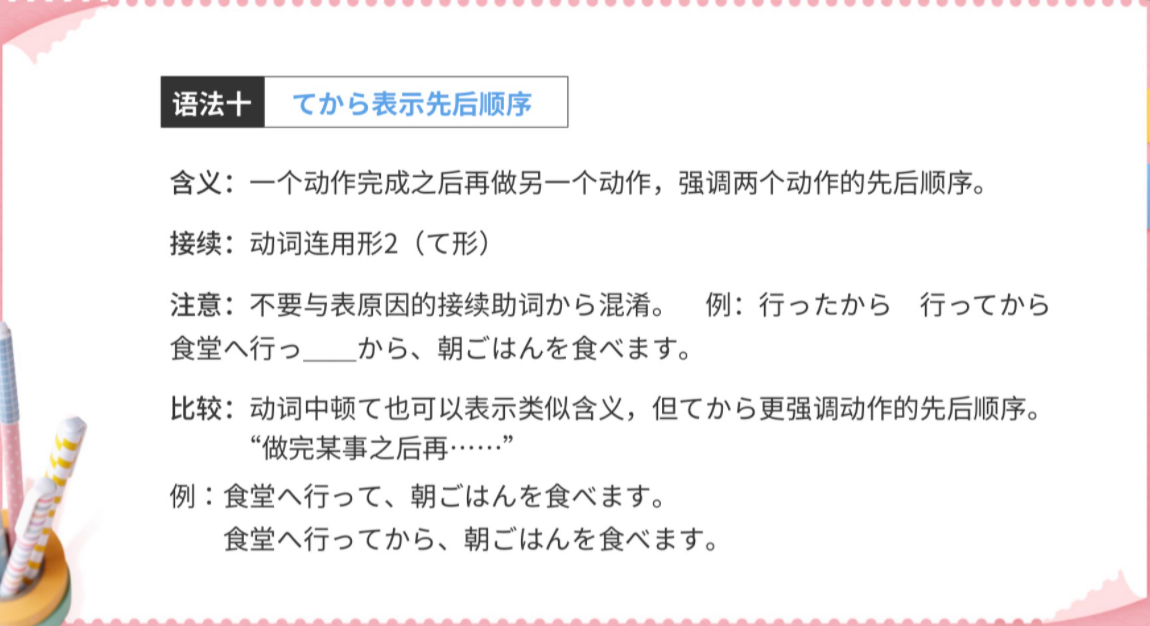 语法十 てから表示先后顺序
含义：一个动作完成之后再做另一个动作，强调两个动作的先后顺序。
接续：动词连用形2（て形）
注意：不要与表原因的接续助词から混淆。　例：行ったから　行ってから
食堂へ行っ____から、朝ごはんを食べます。
比较：动词中顿て也可以表示类似含义，但てから更强调动作的先后顺序。
“做完某事之后再……”
例：食堂へ行って、朝ごはんを食べます。
食堂へ行ってから、朝ごはんを食べます。